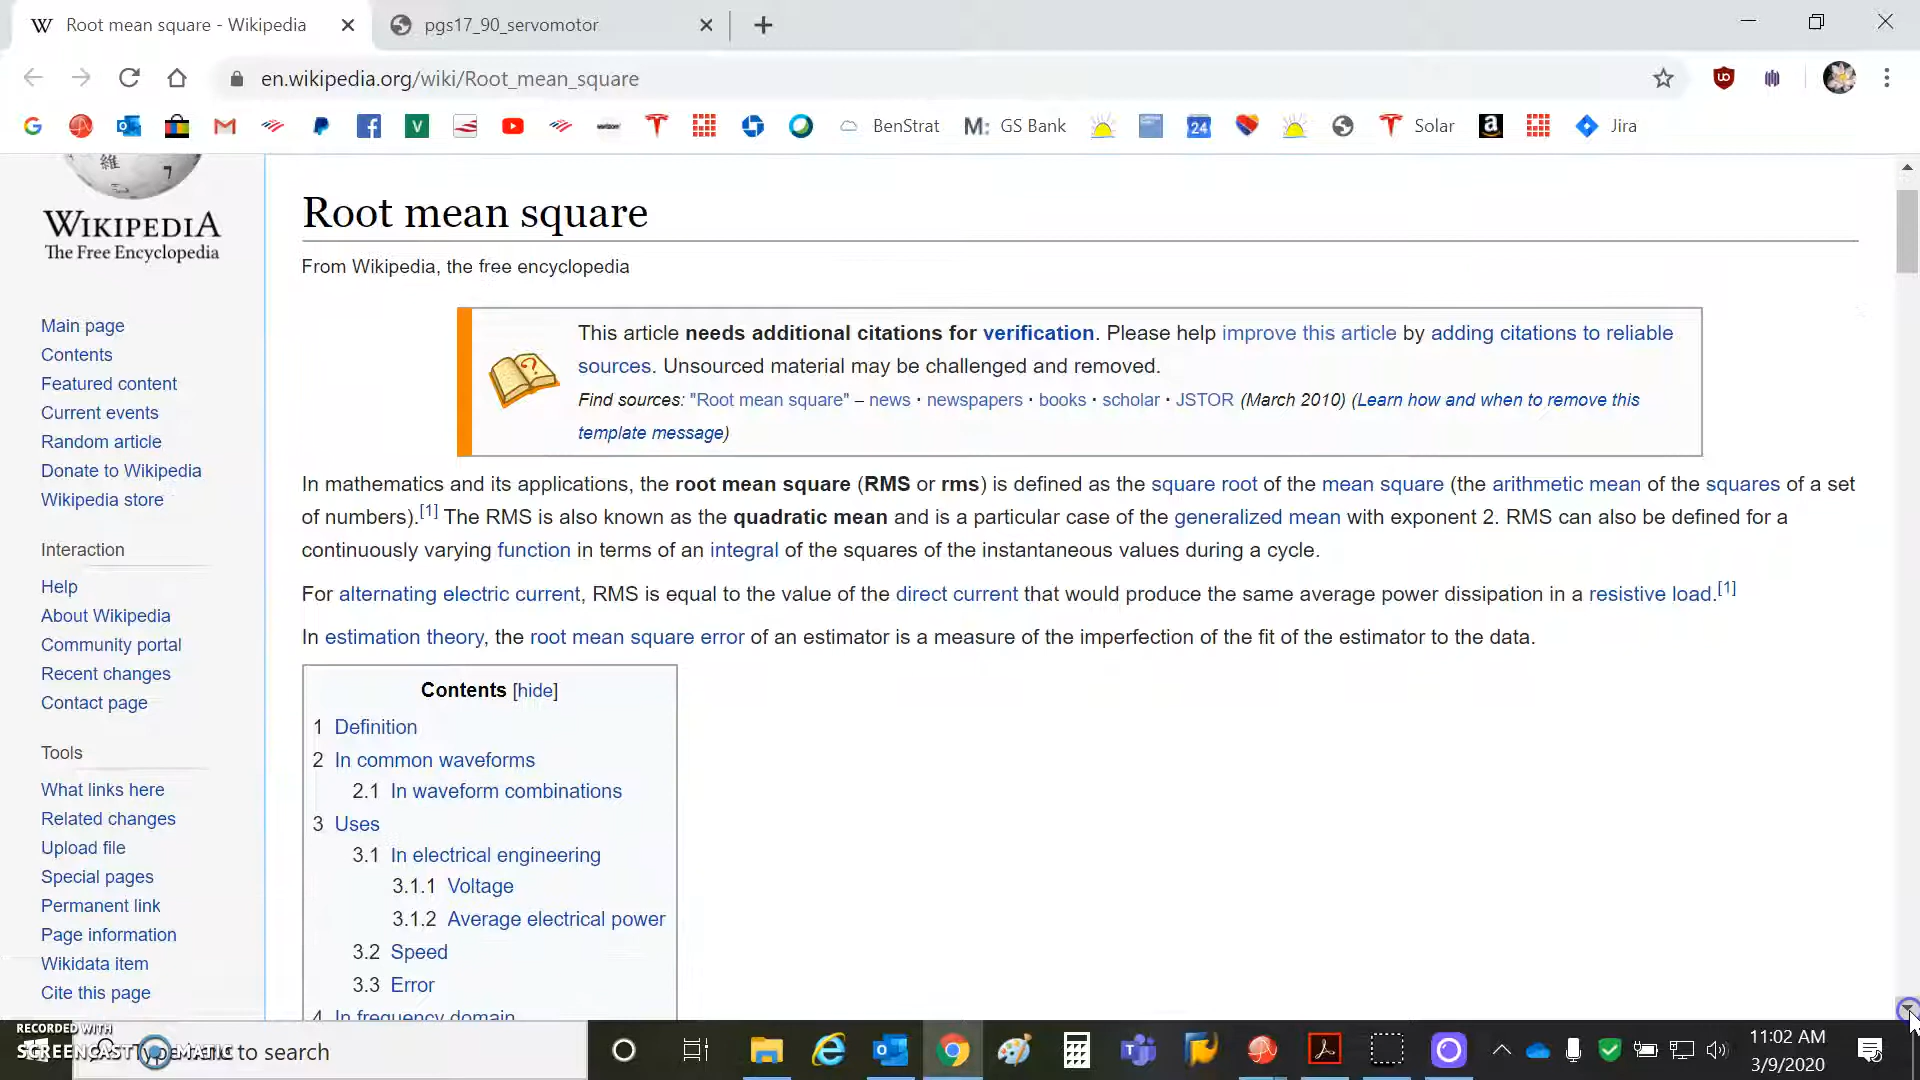 Root mean square - Wikipedia
pgs17_90_servomotor
en.wikipedia.org/wiki/Root_mean_square
BenStrat
M: GS Bank
Solar
Jira
WIKIPEDIA
The Free Encyclopedia
Main page
Contents
Featured content
Current events
Random article
Donate to Wikipedia
Wikipedia store
Interaction
Help
About Wikipedia
Community portal
Recent changes
Contact page
Tools
What links here
Related changes
Upload file
Special pages
Permanent link
Page information
Wikidata item
Cite this page
Root mean square
From Wikipedia, the free encyclopedia
This article needs additional citations for verification. Please help improve this article by adding citations to reliable
sources. Unsourced material may be challenged and removed.
Find sources: "Root mean square" – news · newspapers · books · scholar · JSTOR (March 2010) (Learn how and when to remove this
template message)
In mathematics and its applications, the root mean square (RMS or rms) is defined as the square root of the mean square (the arithmetic mean of the squares of a set
of numbers).[1] The RMS is also known as the quadratic mean and is a particular case of the generalized mean with exponent 2. RMS can also be defined for a
continuously varying function in terms of an integral of the squares of the instantaneous values during a cycle.
For alternating electric current, RMS is equal to the value of the direct current that would produce the same average power dissipation in a resistive load.[1]
In estimation theory, the root mean square error of an estimator is a measure of the imperfection of the fit of the estimator to the data.
Contents [hide]
1 Definition
2 In common waveforms
2.1 In waveform combinations
3 Uses
3.1 In electrical engineering
3.1.1 Voltage
3.1.2 Average electrical power
3.2 Speed
3.3 Error
4 In frequency domain
RECORDED WITH
SCREENCAST MATIC
Type here to search
11:02 AM
3/9/2020